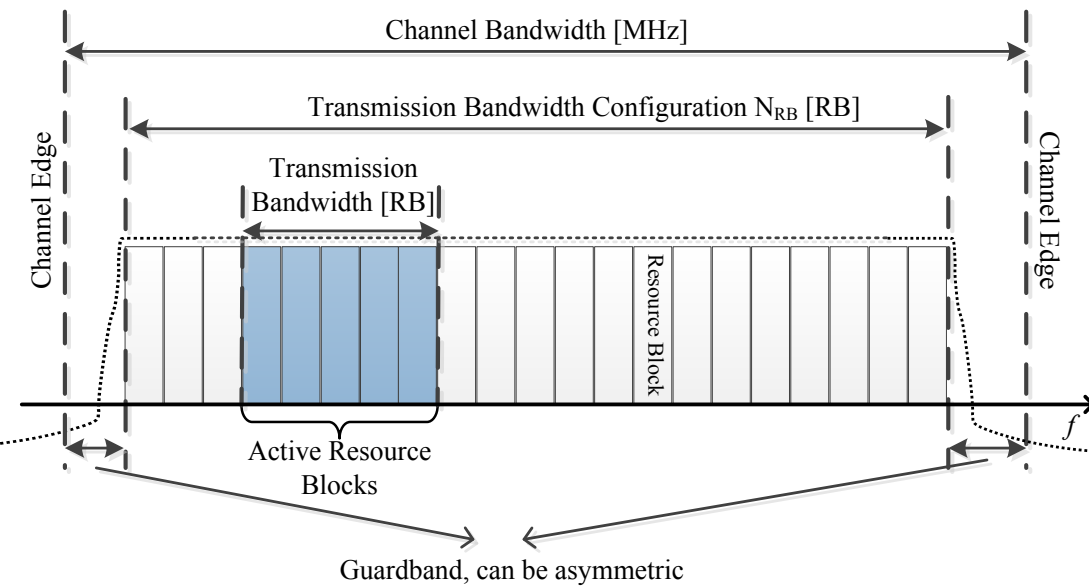 Channel Bandwidth [MHz]
Transmission Bandwidth Configuration N_RB [RB]
Channel Edge
Transmission
Bandwidth [RB]
Channel Edge
Resource Block
f
Active Resource
Blocks
Guardband, can be asymmetric